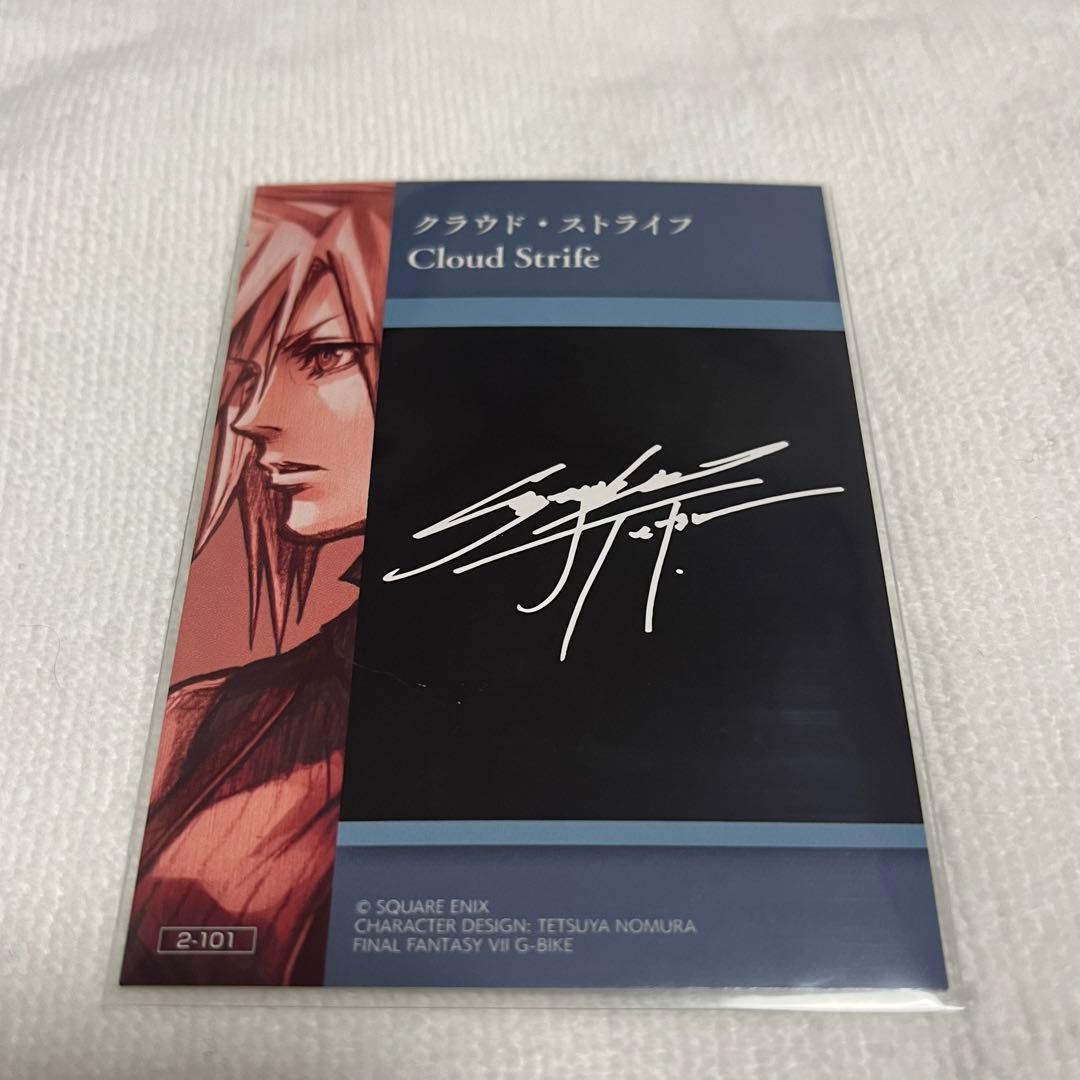 クラウド・ストライフ
Cloud Strife
© SQUARE ENIX
CHARACTER DESIGN: TETSUYA NOMURA
FINAL FANTASY VII G-BIKE
2-101